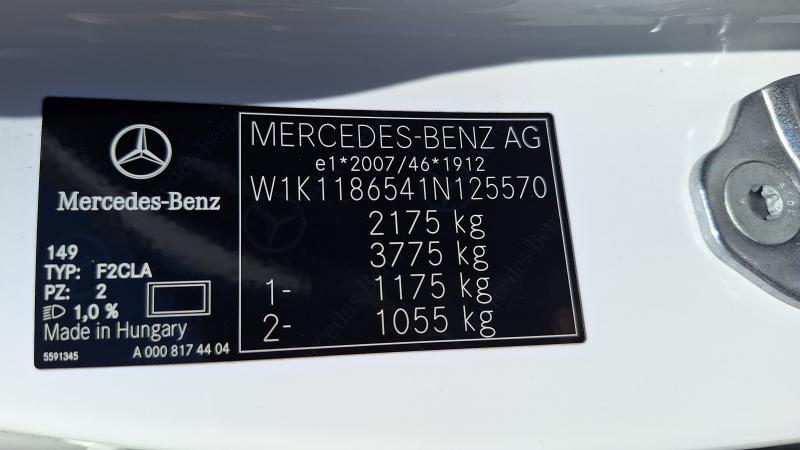 Mercedes-Benz
149
TYP: F2CLA
PZ: 2
1,0 %
Made in Hungary
5591345 A 000 817 44 04
MERCEDES-BENZ AG
e1*2007/46*1912
W1K1186541N125570
2175 kg
3775 kg
1- 1175 kg
2- 1055 kg